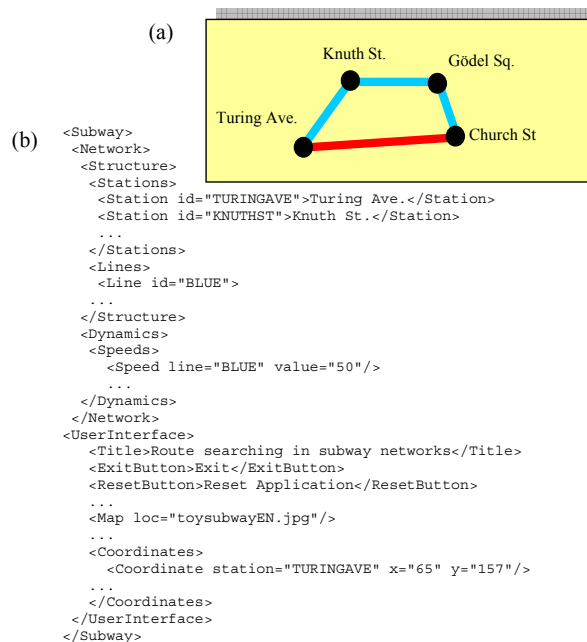 (a)
Knuth St.
Gödel Sq.
Turing Ave.
Church St
(b)
<Subway>
<Network>
<Structure>
<Stations>
<Station id="TURINGAVE">Turing Ave.</Station>
<Station id="KNUTHST">Knuth St.</Station>
...
</Stations>
<Lines>
<Line id="BLUE">
...
</Structure>
<Dynamics>
<Speeds>
<Speed line="BLUE" value="50"/>
...
</Dynamics>
</Network>
<UserInterface>
<Title>Route searching in subway networks</Title>
<ExitButton>Exit</ExitButton>
<ResetButton>Reset Application</ResetButton>
...
<Map loc="toysubwayEN.jpg"/>
...
<Coordinates>
<Coordinate station="TURINGAVE" x="65" y="157"/>
...
</Coordinates>
</UserInterface>
</Subway>